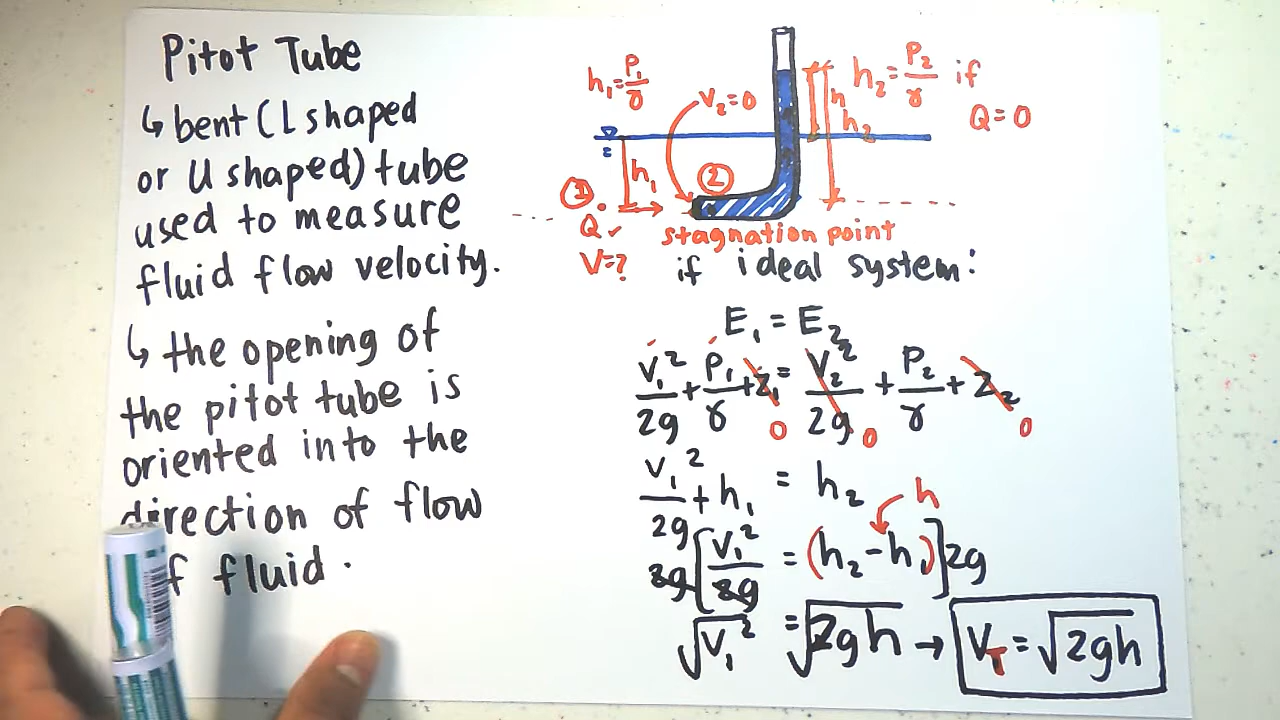 Pitot Tube
↳ bent (L shaped
or U shaped) tube
used to measure
fluid flow velocity.
↳ the opening of
the pitot tube is
oriented into the
direction of flow
f fluid.
h₁ = P₁/γ
V₂ = 0
h
h₂
h₂ = P₂/γ if
Q = 0
h₁
①
②
Q
V = ?
stagnation point
if ideal system:
E₁ = E₂
V₁²/2g + P₁/γ + Z₁ = V₂²/2g + P₂/γ + Z₂
0 0 0
V₁²/2g + h₁ = h₂
h
2g [V₁²/2g = (h₂ - h₁)] 2g
√V₁² = √2gh → V_T = √2gh